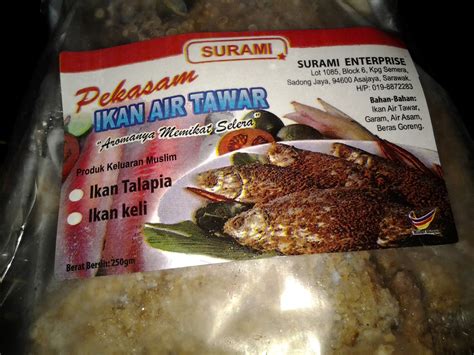 SURAMI
Pekasam
IKAN AIR TAWAR
"Aromanya Memikat Selera"
Produk Keluaran Muslim
Ikan Talapia
Ikan keli
Berat Bersih: 250gm
SURAMI ENTERPRISE
Lot 1085, Block 6, Kpg Semera,
Sadong Jaya, 94600 Asajaya, Sarawak.
H/P: 019-8872283
Bahan-Bahan:
Ikan Air Tawar,
Garam, Air Asam,
Beras Goreng.